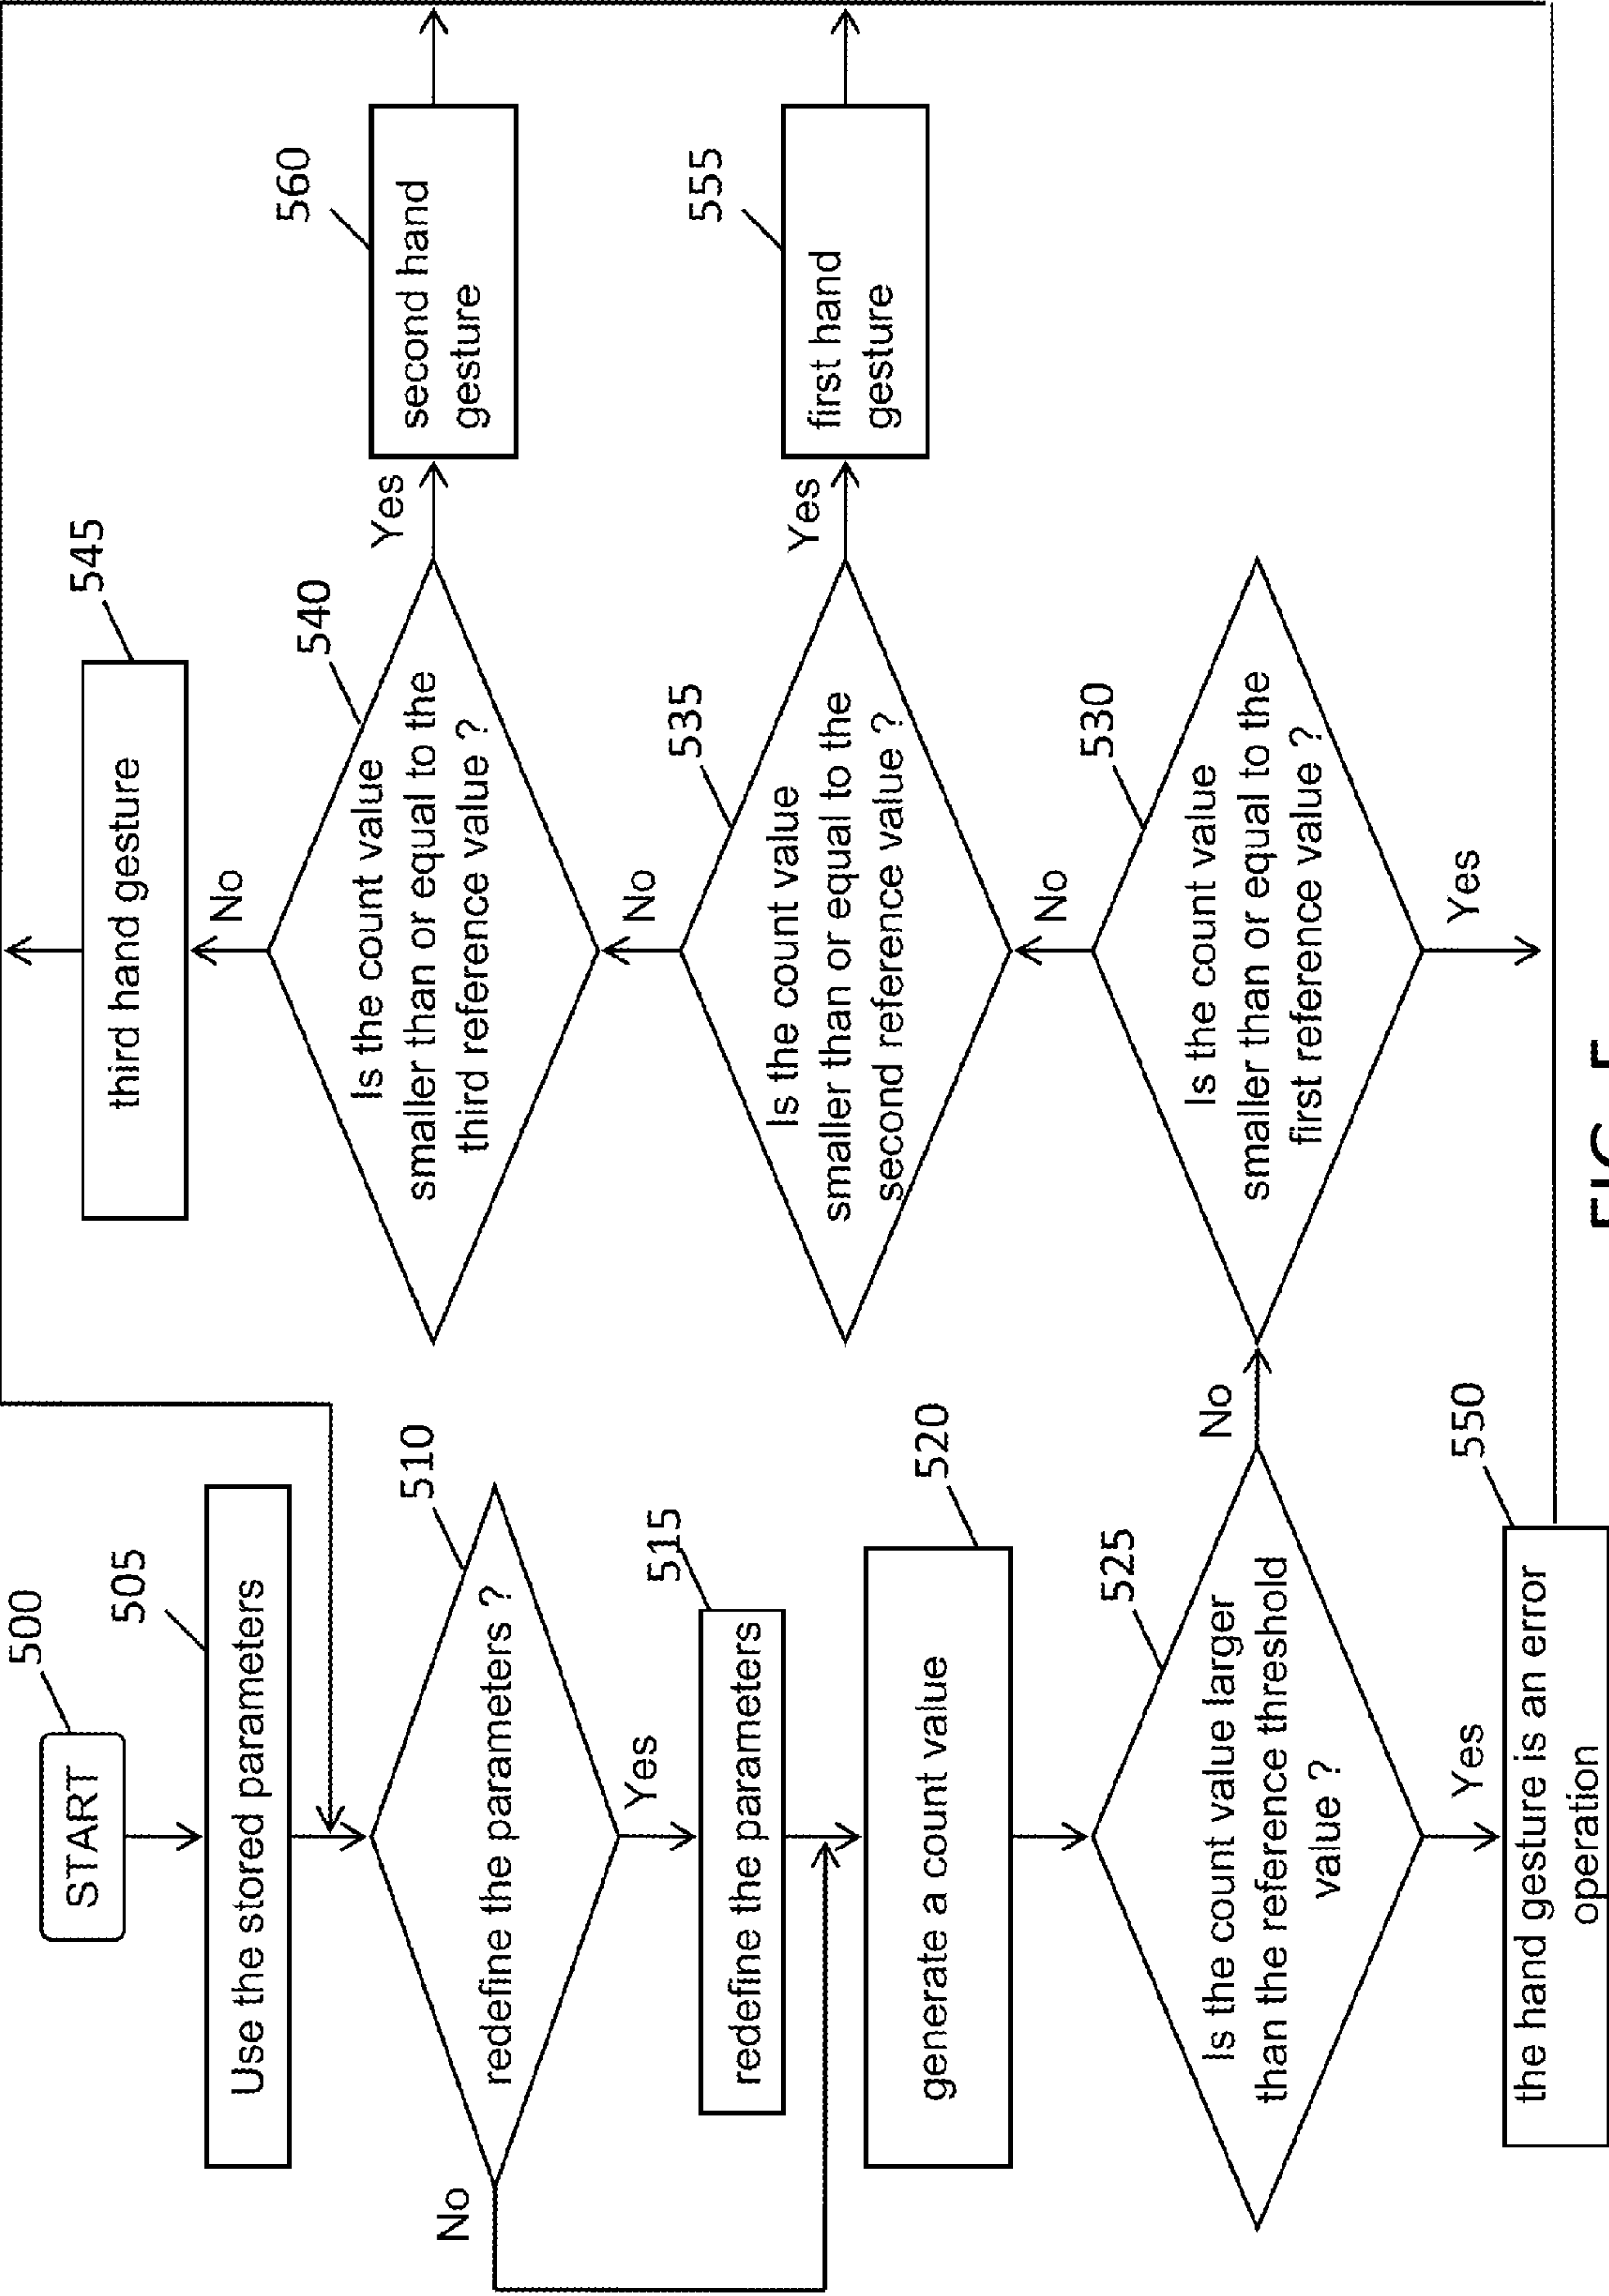 500
START
505
Use the stored parameters
510
redefine the parameters ?
No
Yes
515
redefine the parameters
520
generate a count value
525
Is the count value larger
than the reference threshold
value ?
No
Yes
550
the hand gesture is an error
operation
545
third hand gesture
No
540
Is the count value
smaller than or equal to the
third reference value ?
Yes
560
second hand
gesture
No
535
Is the count value
smaller than or equal to the
second reference value ?
Yes
555
first hand
gesture
No
530
Is the count value
smaller than or equal to the
first reference value ?
Yes